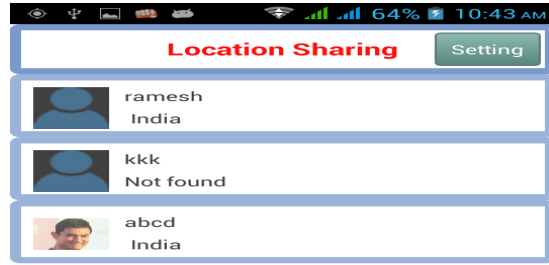 64% 10:43 AM
Location Sharing Setting
ramesh
India
kkk
Not found
abcd
India